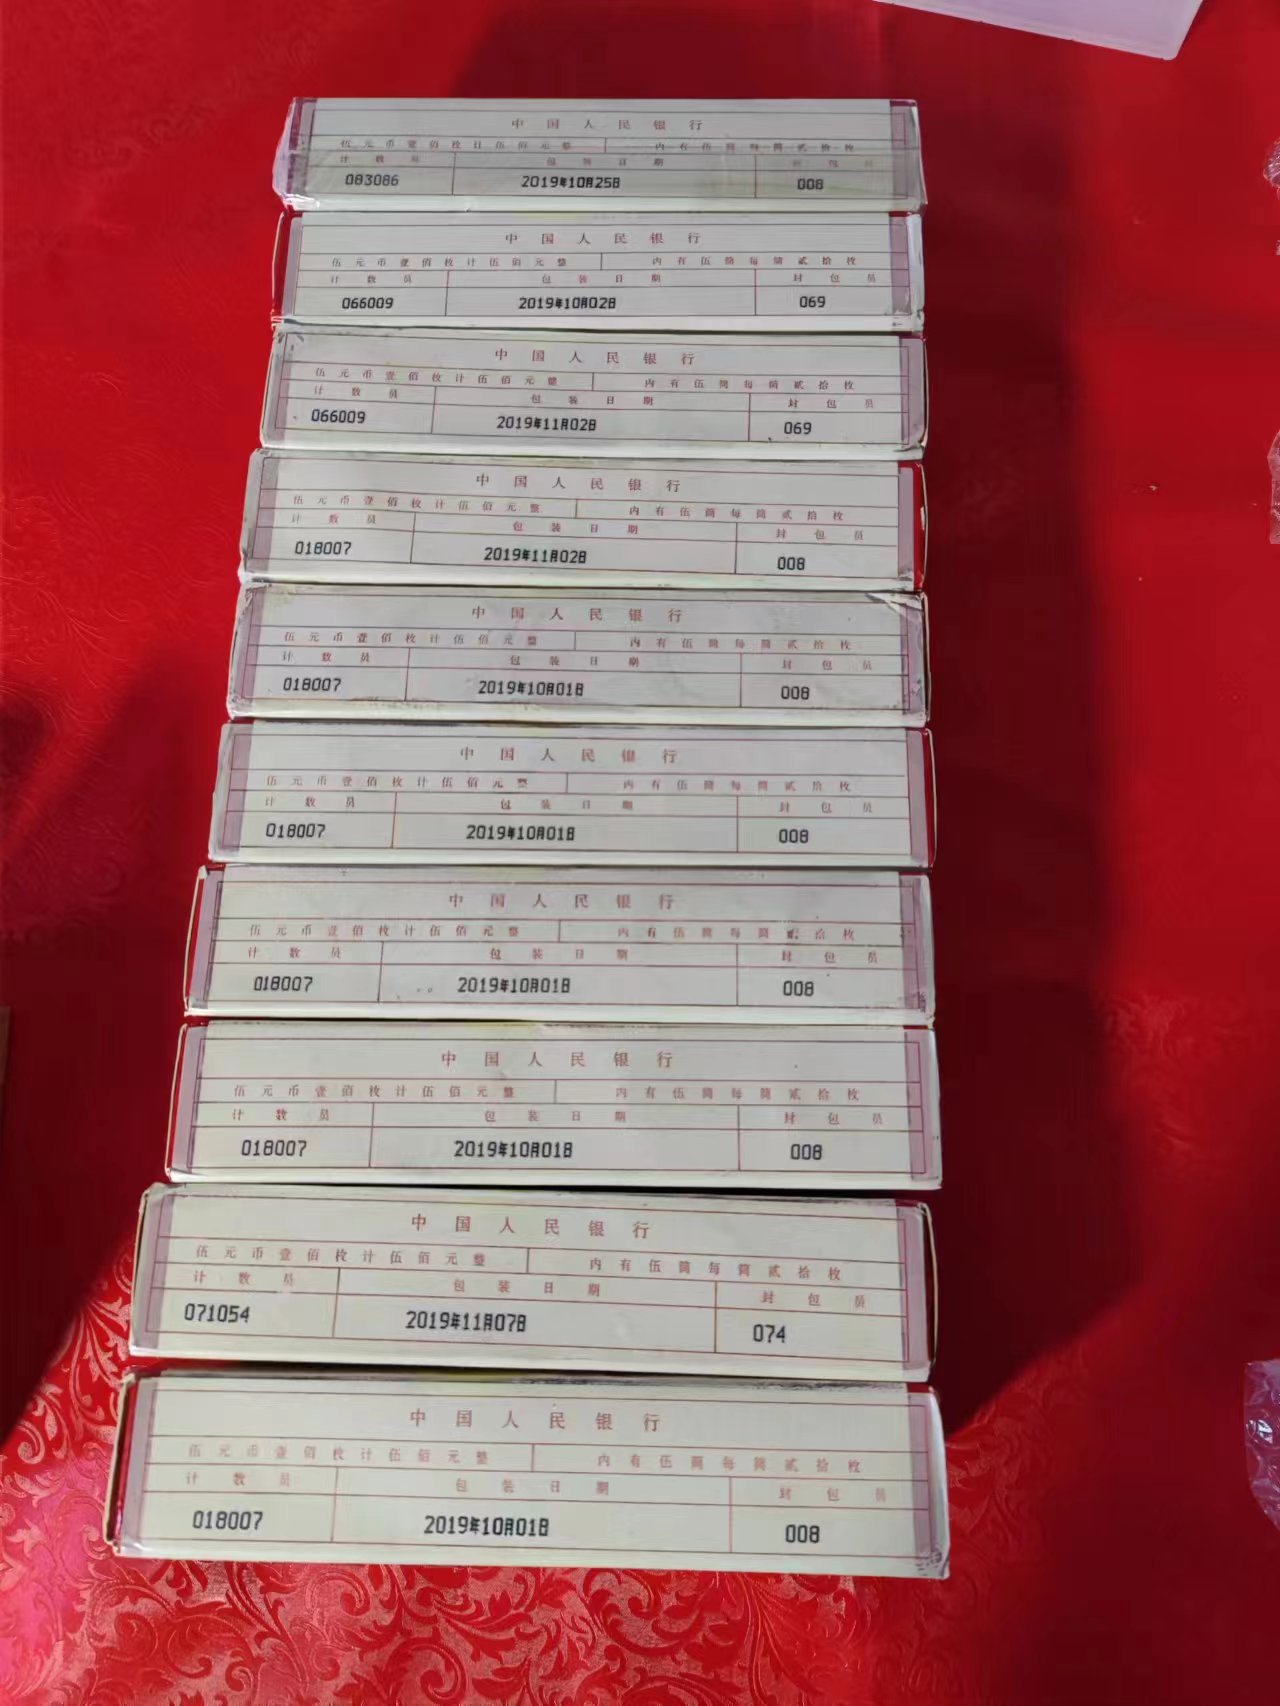 中国人民银行
伍元币壹佰枚计伍佰元整 内有伍筒每筒贰拾枚
计数员 包装日期 封包员
083086 2019年10月25日 008
中国人民银行
伍元币壹佰枚计伍佰元整 内有伍筒每筒贰拾枚
计数员 包装日期 封包员
066009 2019年10月02日 069
中国人民银行
伍元币壹佰枚计伍佰元整 内有伍筒每筒贰拾枚
计数员 包装日期 封包员
066009 2019年11月02日 069
中国人民银行
伍元币壹佰枚计伍佰元整 内有伍筒每筒贰拾枚
计数员 包装日期 封包员
018007 2019年11月02日 008
中国人民银行
伍元币壹佰枚计伍佰元整 内有伍筒每筒贰拾枚
计数员 包装日期 封包员
018007 2019年10月01日 008
中国人民银行
伍元币壹佰枚计伍佰元整 内有伍筒每筒贰拾枚
计数员 包装日期 封包员
018007 2019年10月01日 008
中国人民银行
伍元币壹佰枚计伍佰元整 内有伍筒每筒贰拾枚
计数员 包装日期 封包员
018007 2019年10月01日 008
中国人民银行
伍元币壹佰枚计伍佰元整 内有伍筒每筒贰拾枚
计数员 包装日期 封包员
018007 2019年10月01日 008
中国人民银行
伍元币壹佰枚计伍佰元整 内有伍筒每筒贰拾枚
计数员 包装日期 封包员
071054 2019年11月07日 074
中国人民银行
伍元币壹佰枚计伍佰元整 内有伍筒每筒贰拾枚
计数员 包装日期 封包员
018007 2019年10月01日 008